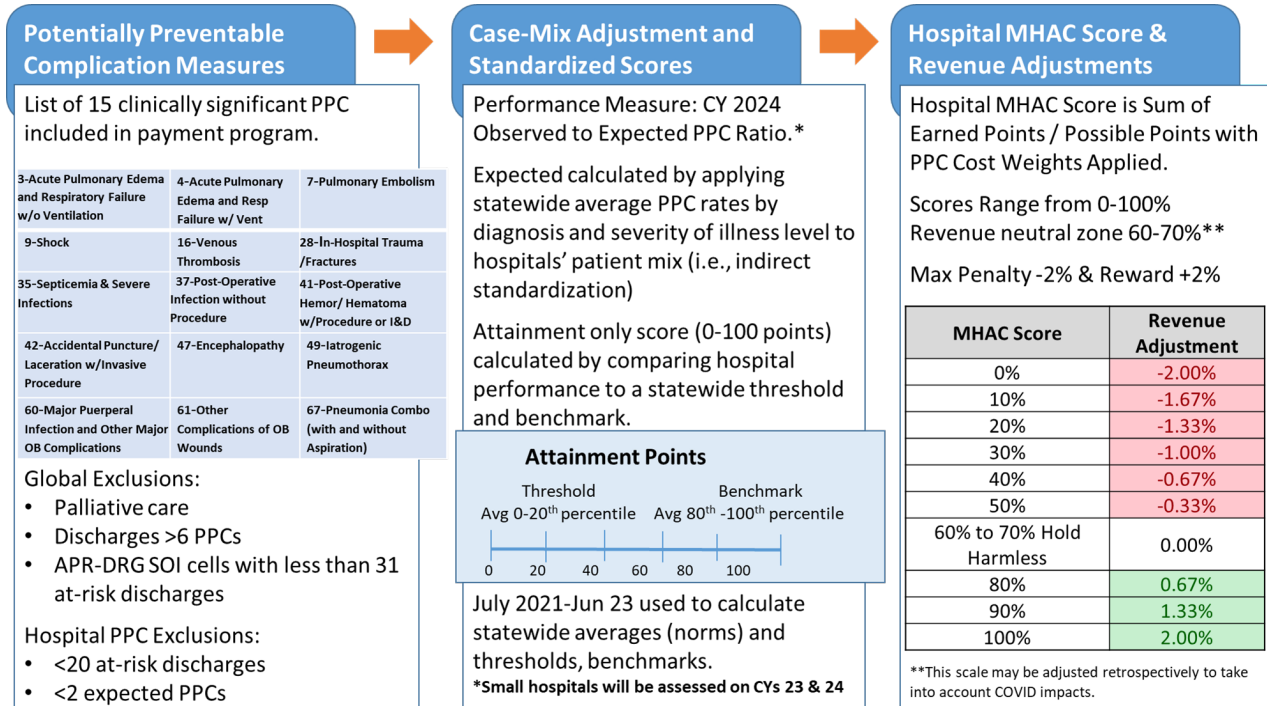 Potentially Preventable
Complication Measures
List of 15 clinically significant PPC
included in payment program.
3-Acute Pulmonary Edema
and Respiratory Failure
w/o Ventilation
4-Acute Pulmonary
Edema and Resp
Failure w/ Vent
7-Pulmonary Embolism
9-Shock
16-Venous
Thrombosis
28-In-Hospital Trauma
/Fractures
35-Septicemia & Severe
Infections
37-Post-Operative
Infection without
Procedure
41-Post-Operative
Hemor/ Hematoma
w/Procedure or I&D
42-Accidental Puncture/
Laceration w/Invasive
Procedure
47-Encephalopathy
49-Iatrogenic
Pneumothorax
60-Major Puerperal
Infection and Other Major
OB Complications
61-Other
Complications of OB
Wounds
67-Pneumonia Combo
(with and without
Aspiration)
Global Exclusions:
• Palliative care
• Discharges >6 PPCs
• APR-DRG SOI cells with less than 31
at-risk discharges
Hospital PPC Exclusions:
• <20 at-risk discharges
• <2 expected PPCs
Case-Mix Adjustment and
Standardized Scores
Performance Measure: CY 2024
Observed to Expected PPC Ratio.*
Expected calculated by applying
statewide average PPC rates by
diagnosis and severity of illness level to
hospitals' patient mix (i.e., indirect
standardization)
Attainment only score (0-100 points)
calculated by comparing hospital
performance to a statewide threshold
and benchmark.
Attainment Points
Threshold
Avg 0-20th percentile
Benchmark
Avg 80th -100th percentile
0 20 40 60 80 100
July 2021-Jun 23 used to calculate
statewide averages (norms) and
thresholds, benchmarks.
*Small hospitals will be assessed on CYs 23 & 24
Hospital MHAC Score &
Revenue Adjustments
Hospital MHAC Score is Sum of
Earned Points / Possible Points with
PPC Cost Weights Applied.
Scores Range from 0-100%
Revenue neutral zone 60-70%**
Max Penalty -2% & Reward +2%
MHAC Score
Revenue
Adjustment
0% -2.00%
10% -1.67%
20% -1.33%
30% -1.00%
40% -0.67%
50% -0.33%
60% to 70% Hold
Harmless
0.00%
80% 0.67%
90% 1.33%
100% 2.00%
**This scale may be adjusted retrospectively to take
into account COVID impacts.